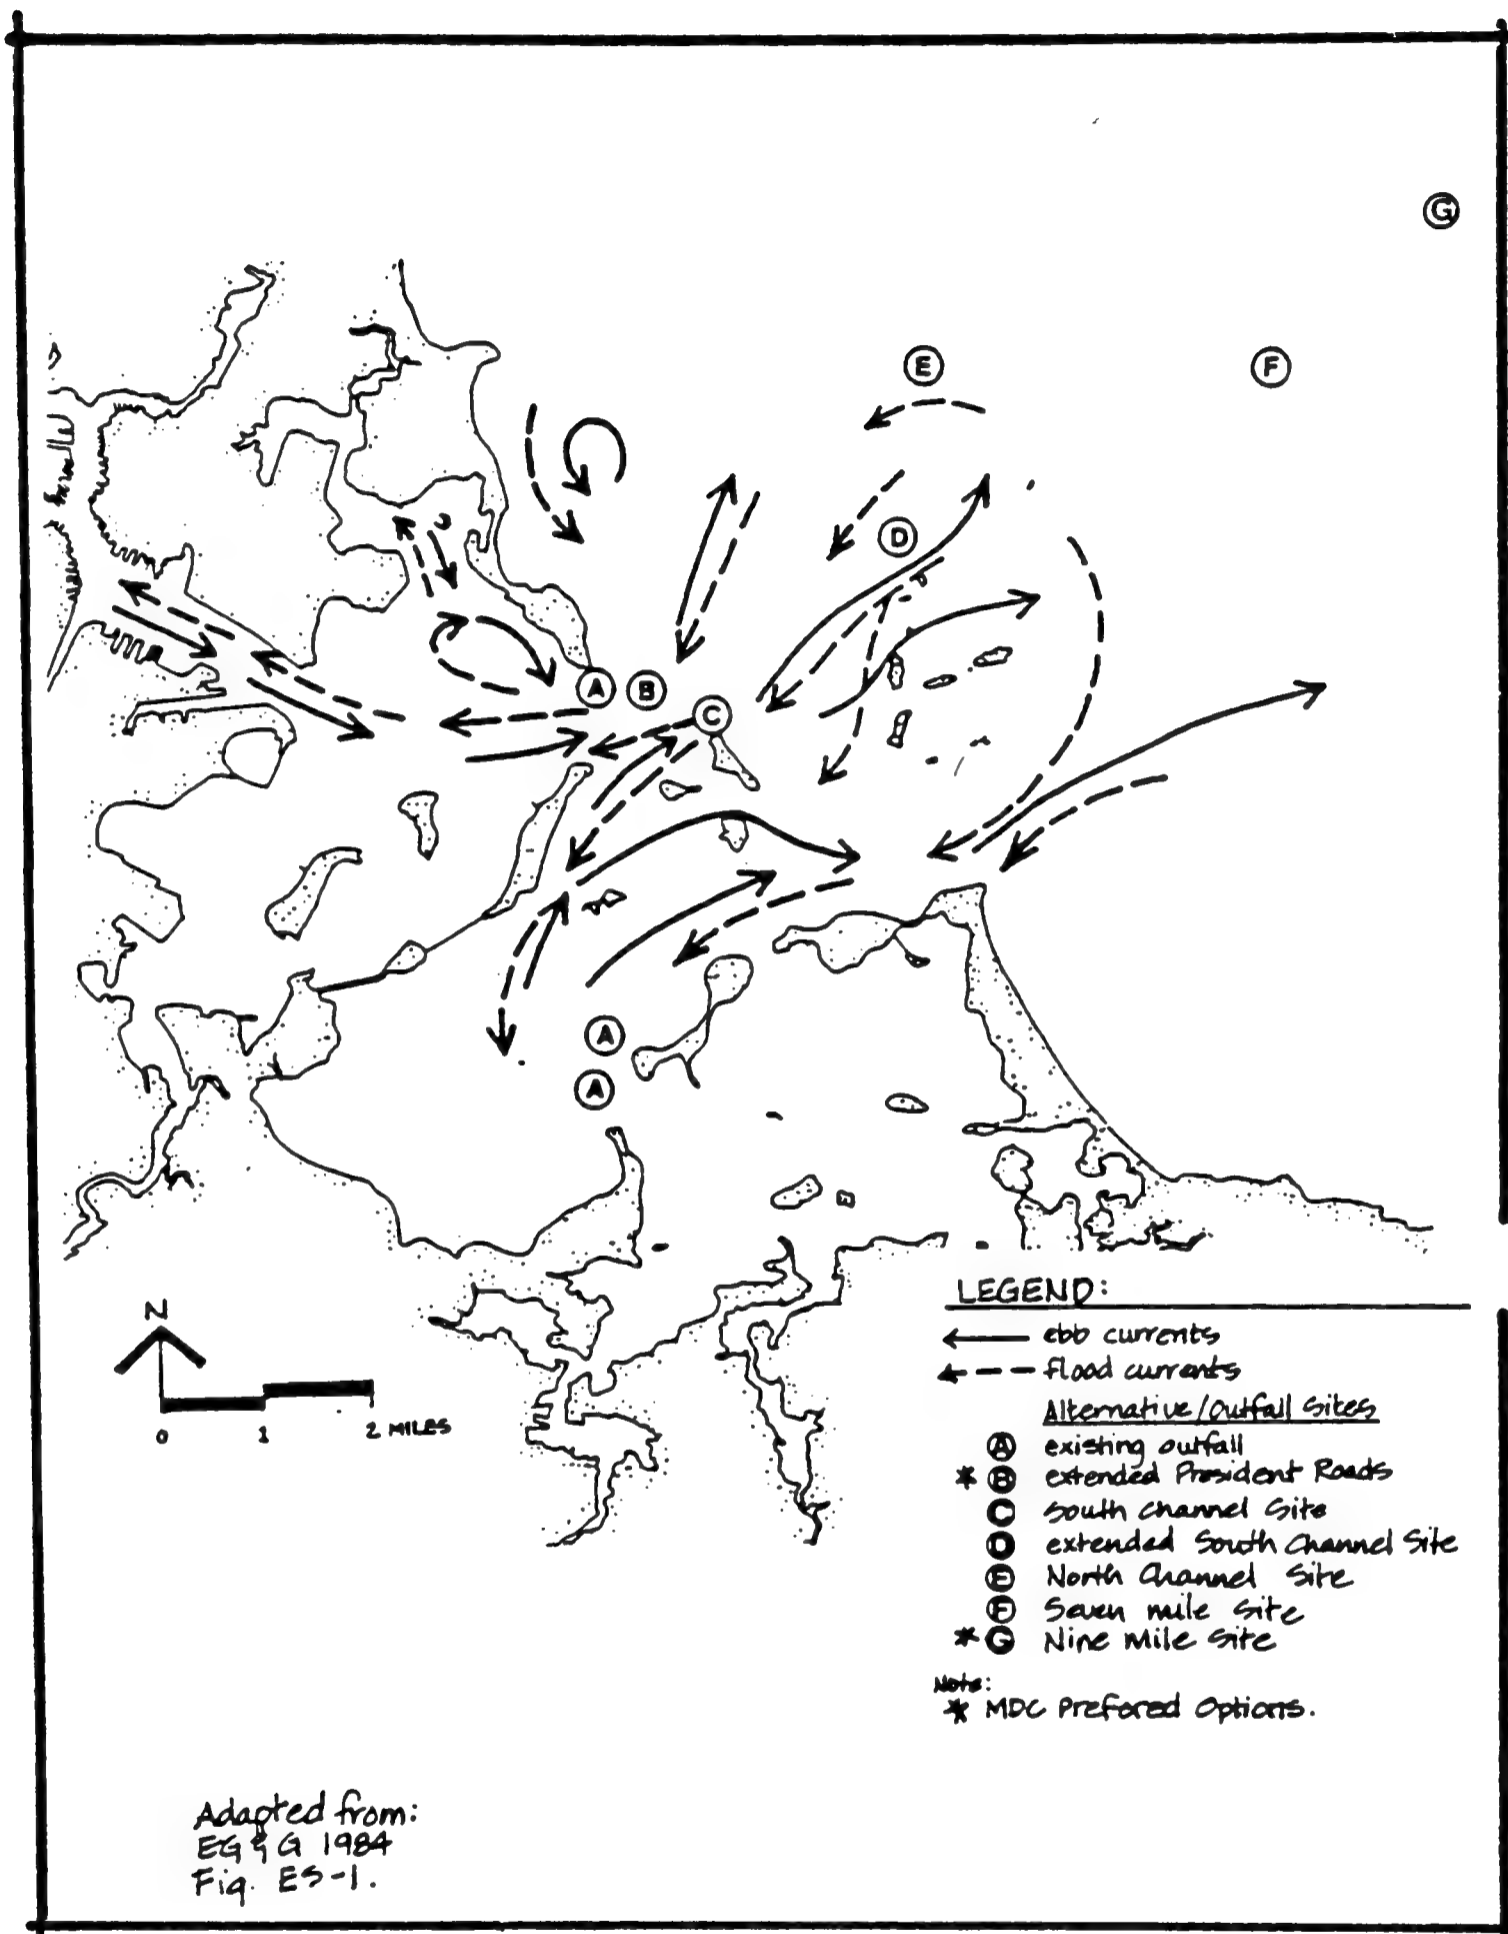 G
E
F
D
A
B
C
A
A
N
0 1 2 MILES
LEGEND:
ebb currents
flood currents
Alternative/Outfall Sites
A existing outfall
* B extended President Roads
C South Channel Site
D extended South Channel Site
E North Channel Site
F Seven mile Site
* G Nine Mile Site
Note:
* MDC Prefored Options.
Adapted from:
EG & G 1984
Fig. ES-1.